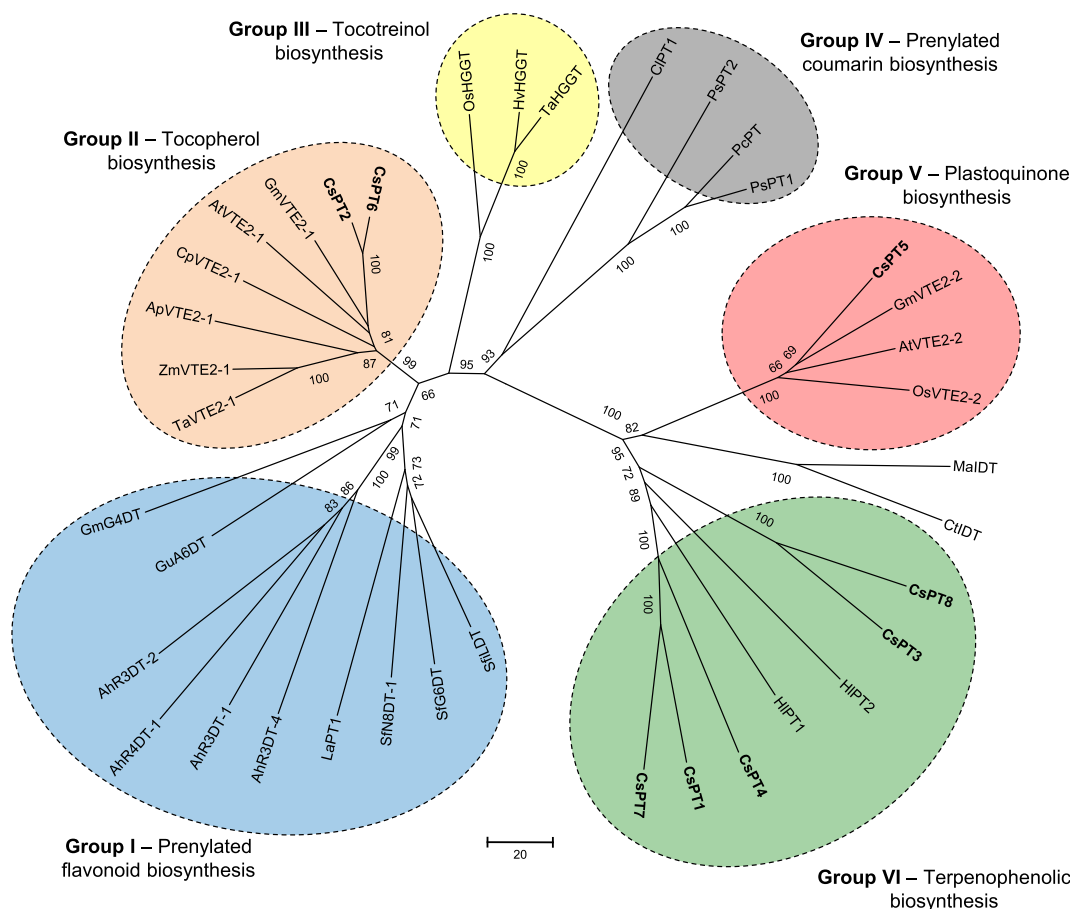 Group III – Tocotreinol
biosynthesis
Group IV – Prenylated
coumarin biosynthesis
OsHGGT
HvHGGT
TaHGGT
100
100
ClPT1
PsPT2
PcPT
PsPT1
100
100
93
95
Group II – Tocopherol
biosynthesis
CsPT6
CsPT2
GmVTE2-1
AtVTE2-1
CpVTE2-1
ApVTE2-1
ZmVTE2-1
TaVTE2-1
100
81
87
100
99
66
Group V – Plastoquinone
biosynthesis
CsPT5
GmVTE2-2
AtVTE2-2
OsVTE2-2
69
66
100
100
82
MaIDT
CtIDT
100
71
71
99
100
86
83
73
72
GmG4DT
GuA6DT
AhR3DT-2
AhR4DT-1
AhR3DT-1
AhR3DT-4
LaPT1
SfN8DT-1
SfG6DT
SfiLDT
Group I – Prenylated
flavonoid biosynthesis
95
72
89
100
100
100
CsPT8
CsPT3
HlPT2
HlPT1
CsPT4
CsPT1
CsPT7
20
Group VI – Terpenophenolic
biosynthesis